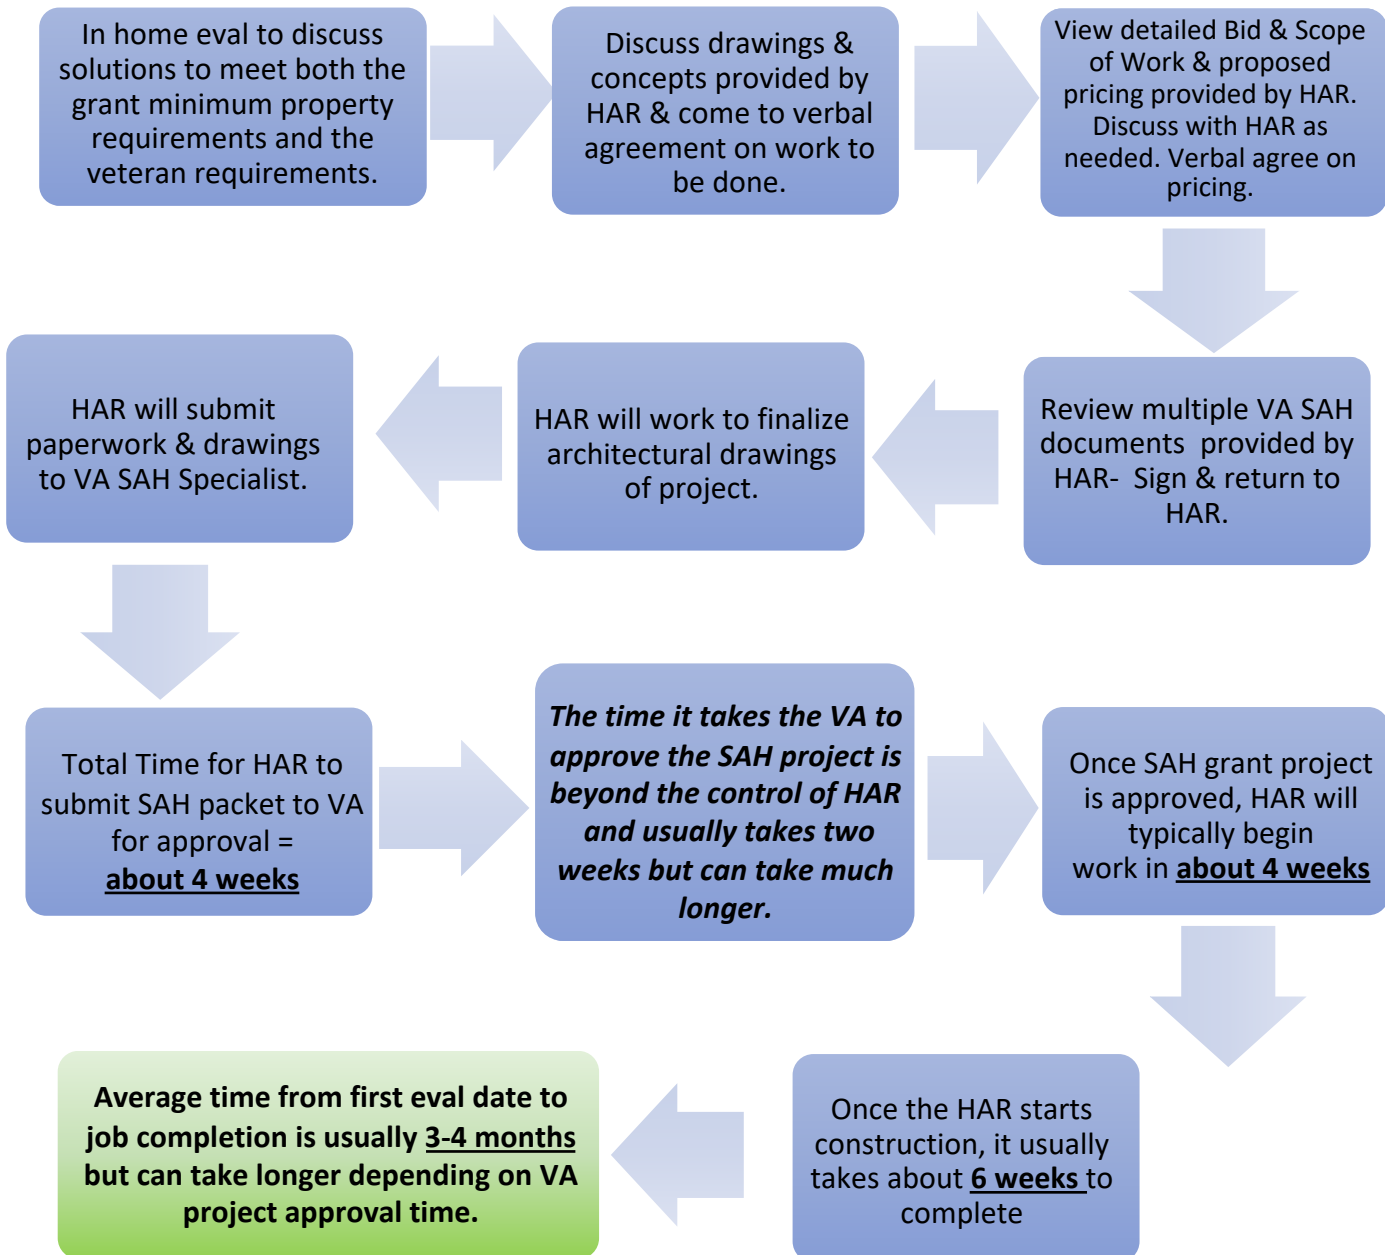 In home eval to discuss
solutions to meet both the
grant minimum property
requirements and the
veteran requirements.
Discuss drawings &
concepts provided by
HAR & come to verbal
agreement on work to
be done.
View detailed Bid & Scope
of Work & proposed
pricing provided by HAR.
Discuss with HAR as
needed. Verbal agree on
pricing.
Review multiple VA SAH
documents provided by
HAR- Sign & return to
HAR.
HAR will work to finalize
architectural drawings
of project.
HAR will submit
paperwork & drawings
to VA SAH Specialist.
Total Time for HAR to
submit SAH packet to VA
for approval =
about 4 weeks
The time it takes the VA to
approve the SAH project is
beyond the control of HAR
and usually takes two
weeks but can take much
longer.
Once SAH grant project
is approved, HAR will
typically begin
work in about 4 weeks
Once the HAR starts
construction, it usually
takes about 6 weeks to
complete
Average time from first eval date to
job completion is usually 3-4 months
but can take longer depending on VA
project approval time.